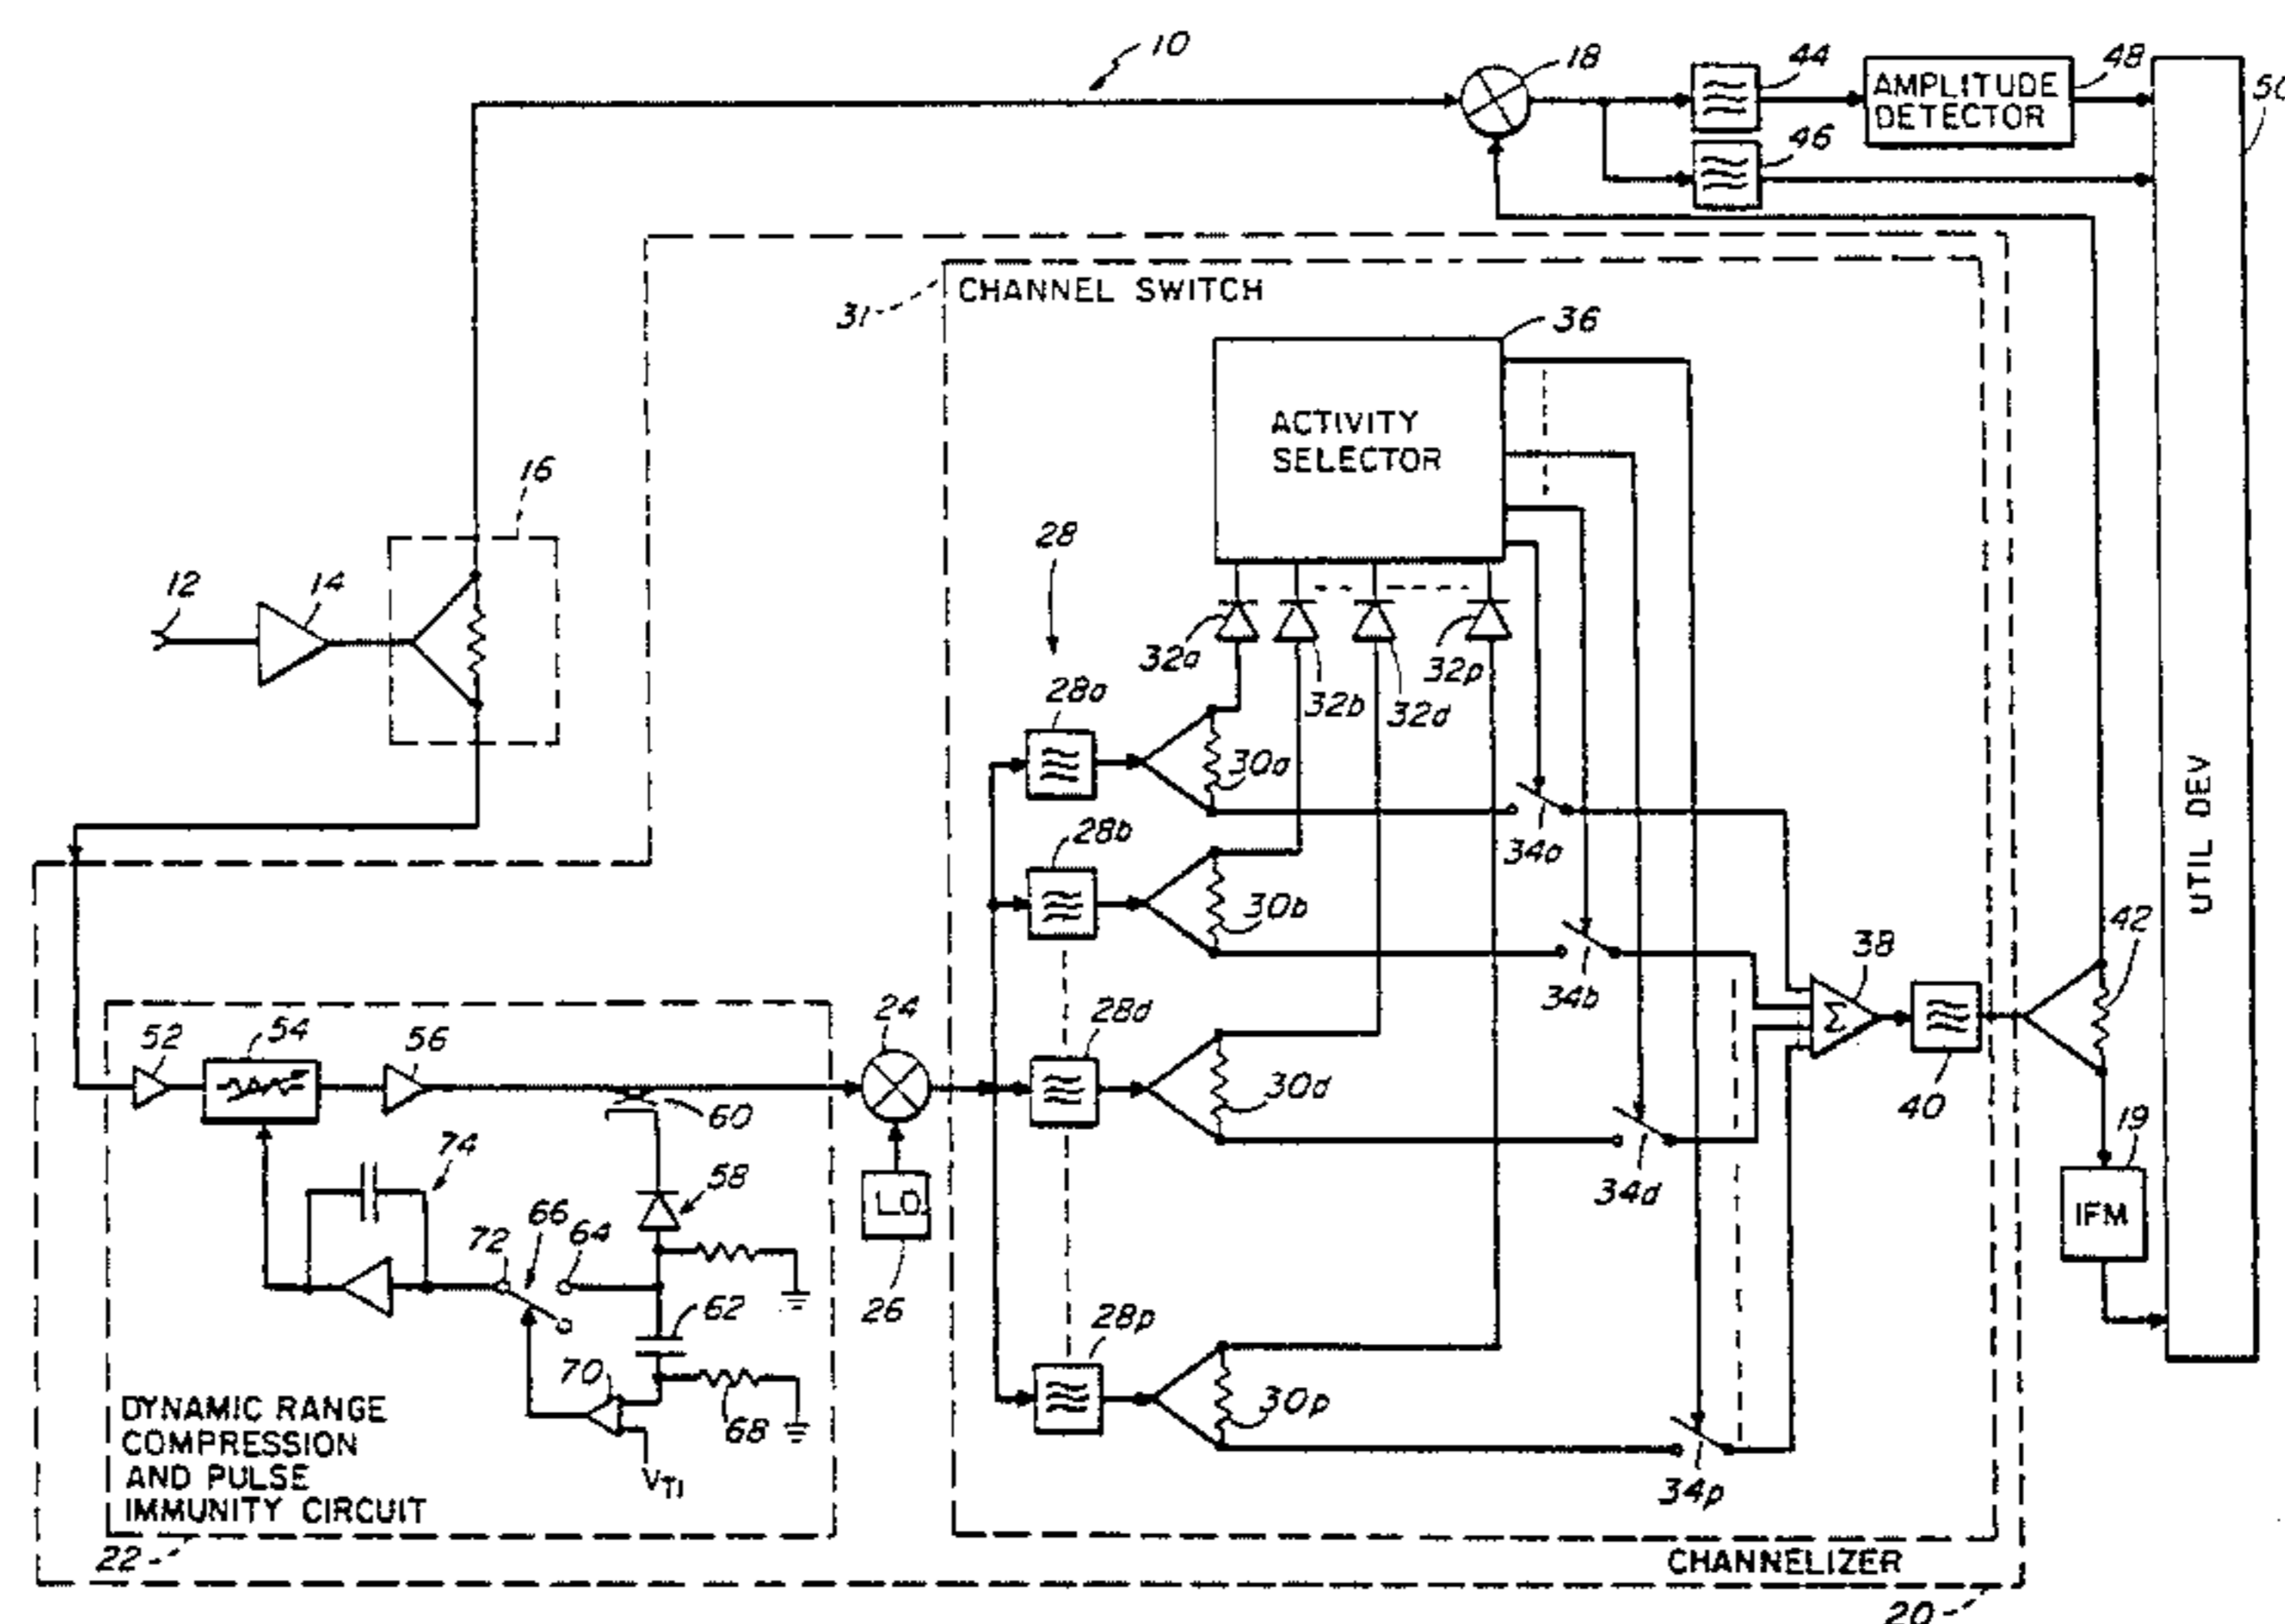 10
18
44
AMPLITUDE
DETECTOR
48
50
46
31
CHANNEL SWITCH
36
ACTIVITY
SELECTOR
16
12
14
28
32a
32b
32d
32p
28a
30a
34a
28b
30b
34b
UTIL DEV
38
Σ
42
40
28d
30d
34d
24
LO
26
52
54
56
60
74
58
72
66
64
62
70
68
VT1
19
IFM
28p
30p
34p
DYNAMIC RANGE
COMPRESSION
AND PULSE
IMMUNITY CIRCUIT
22
CHANNELIZER
20